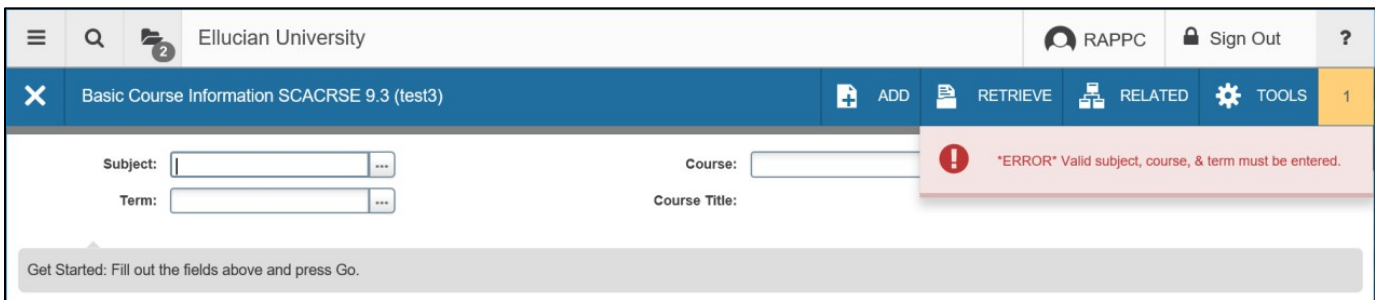 2 Ellucian University RAPPC Sign Out ?
Basic Course Information SCACRSE 9.3 (test3) ADD RETRIEVE RELATED TOOLS 1
Subject: ... Course: *ERROR* Valid subject, course, & term must be entered.
Term: ... Course Title:
Get Started: Fill out the fields above and press Go.